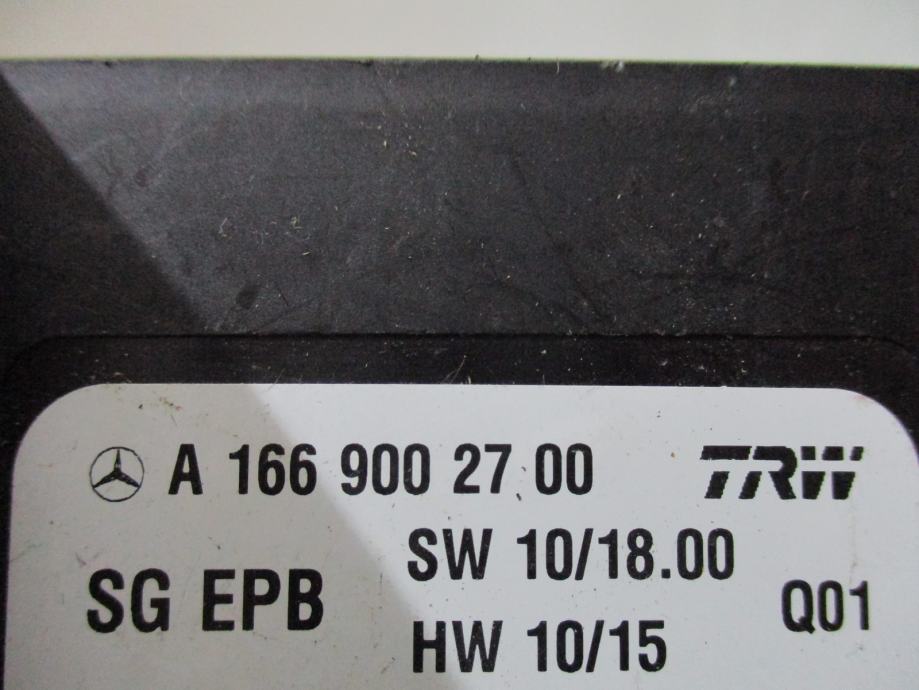 A 166 900 27 00 TRW
SW 10/18.00
SG EPB Q01
HW 10/15